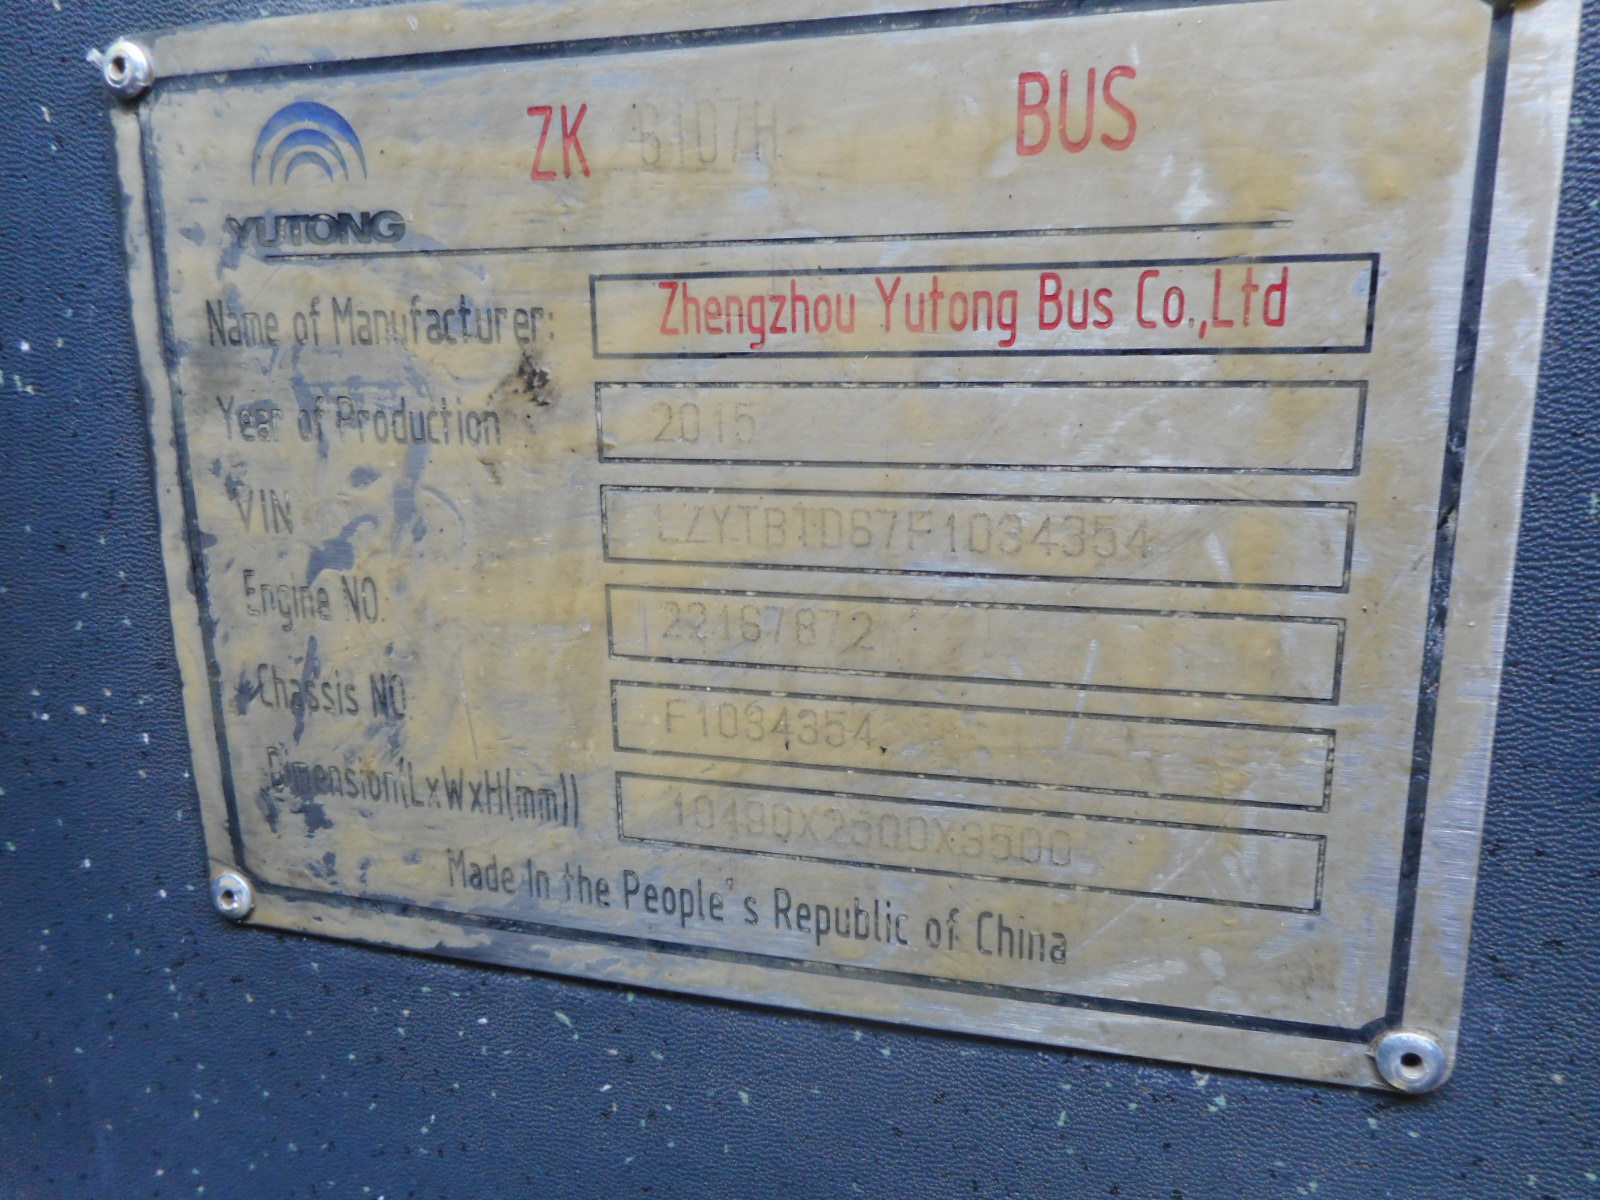 ZK 6107H BUS
YUTONG
Name of Manufacturer: Zhengzhou Yutong Bus Co.,Ltd
Year of Production 2015
VIN LZYTBTD67F1034354
Engine NO. 22167872
Chassis NO F1034354
Dimension(LxWxH(mm)) 10490X2500X3500
Made In the People's Republic of China